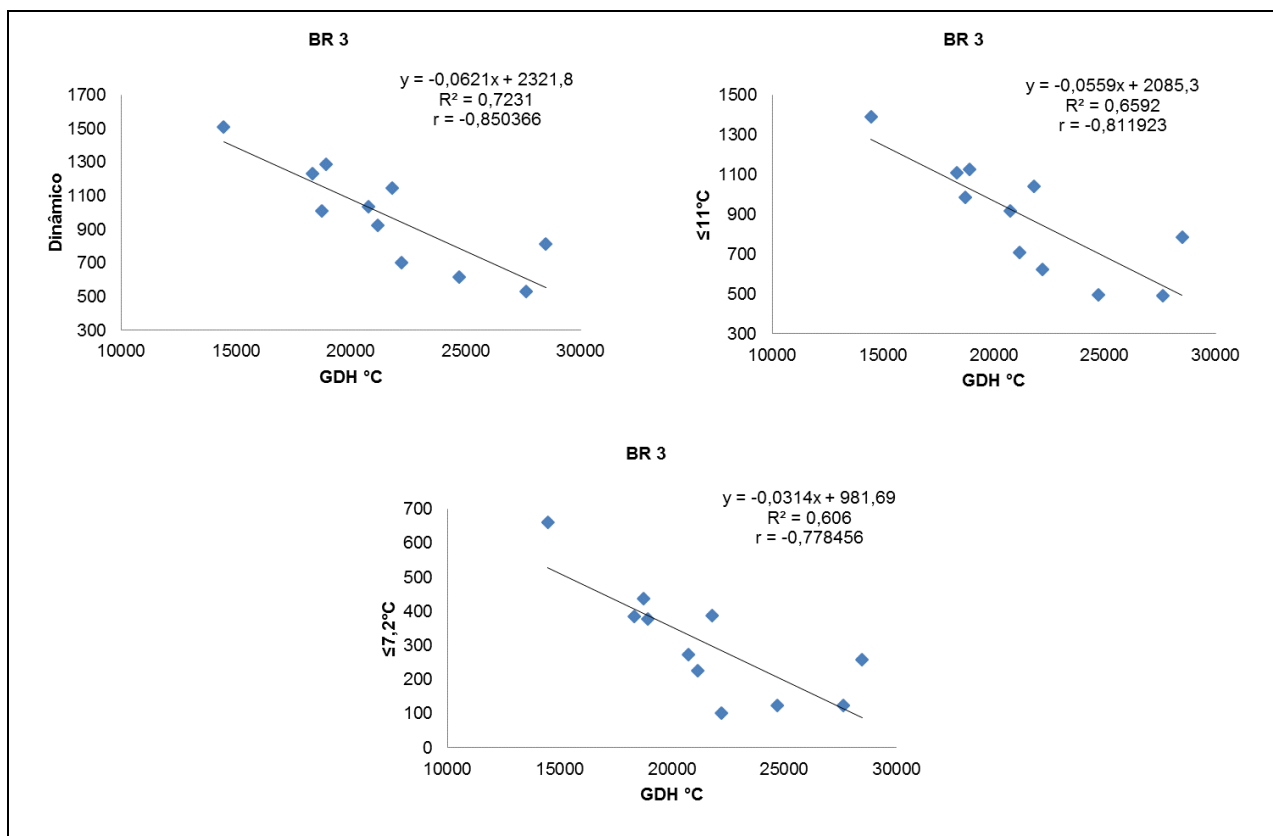 BR 3
y = -0,0621x + 2321,8
R² = 0,7231
r = -0,850366
Dinâmico
1700
1500
1300
1100
900
700
500
300
10000 15000 20000 25000 30000
GDH °C
BR 3
y = -0,0559x + 2085,3
R² = 0,6592
r = -0,811923
≤11°C
1500
1300
1100
900
700
500
300
10000 15000 20000 25000 30000
GDH °C
BR 3
y = -0,0314x + 981,69
R² = 0,606
r = -0,778456
≤7,2°C
700
600
500
400
300
200
100
0
10000 15000 20000 25000 30000
GDH °C